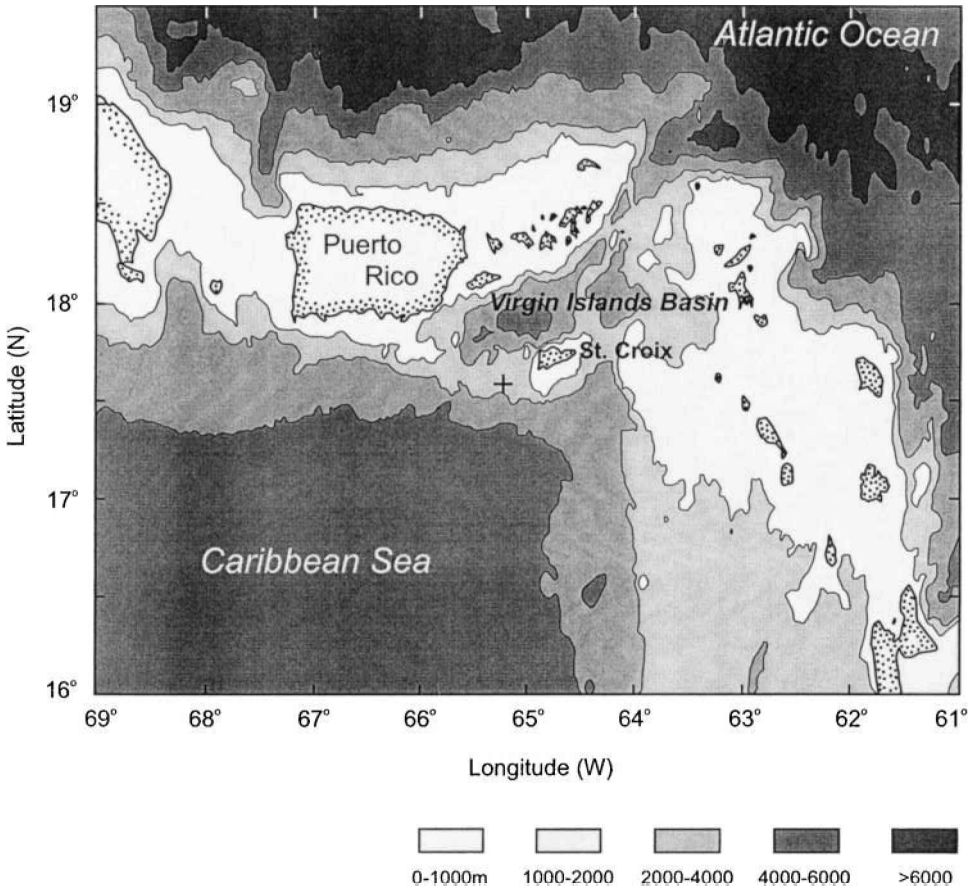 Atlantic Ocean
19°
Puerto
Rico
18°
Virgin Islands Basin
St. Croix
Latitude (N)
17°
Caribbean Sea
16°
69° 68° 67° 66° 65° 64° 63° 62° 61°
Longitude (W)
0-1000m 1000-2000 2000-4000 4000-6000 >6000